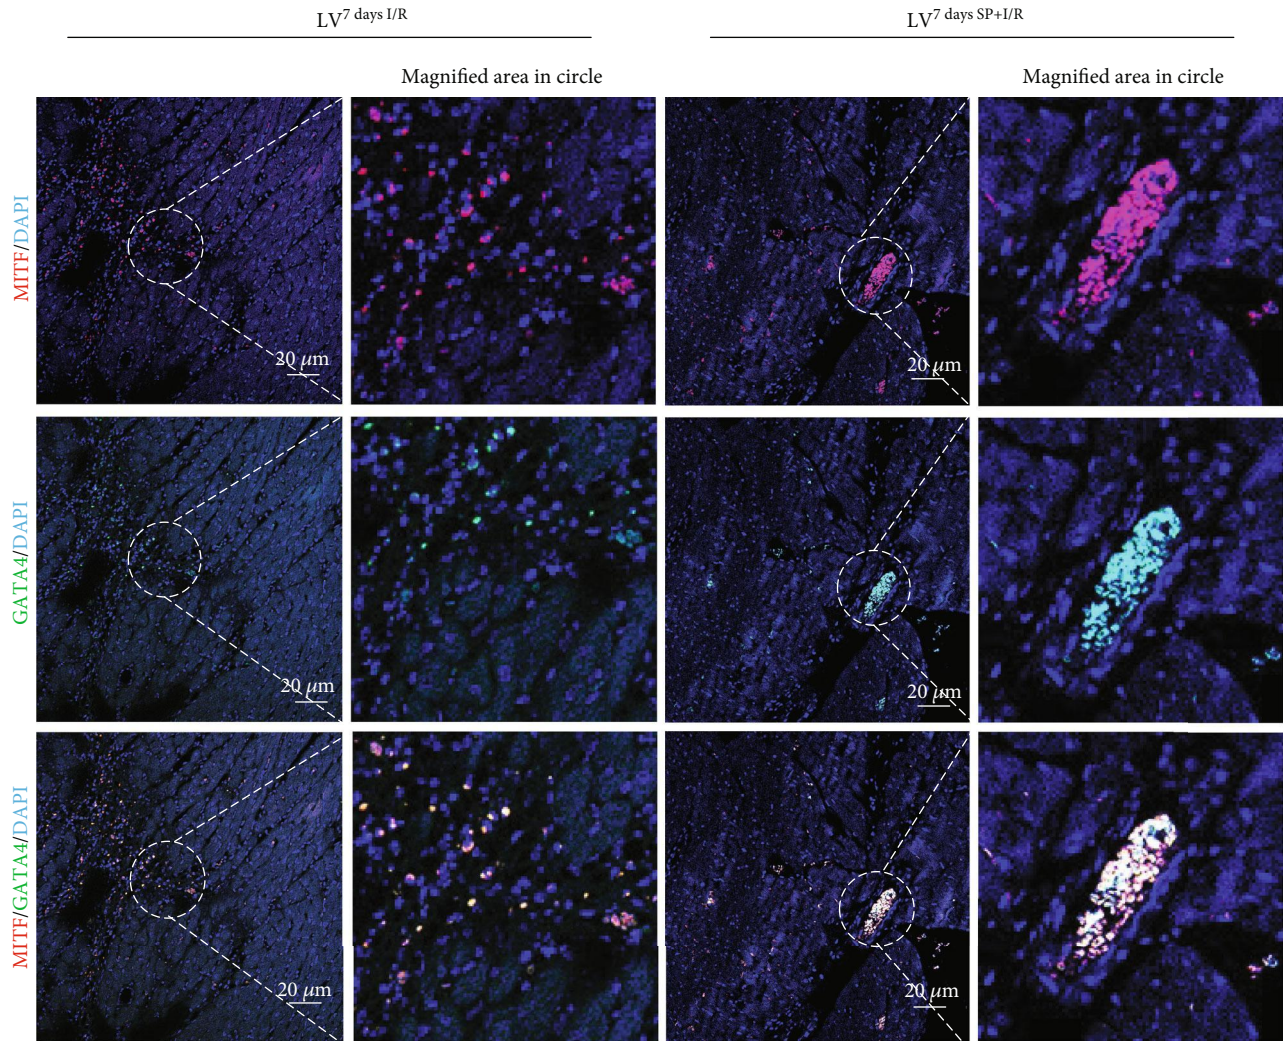 LV7 days I/R
LV7 days SP+I/R
Magnified area in circle
Magnified area in circle
MITF/DAPI
20 µm
20 µm
GATA4/DAPI
20 µm
20 µm
MITF/GATA4/DAPI
20 µm
20 µm